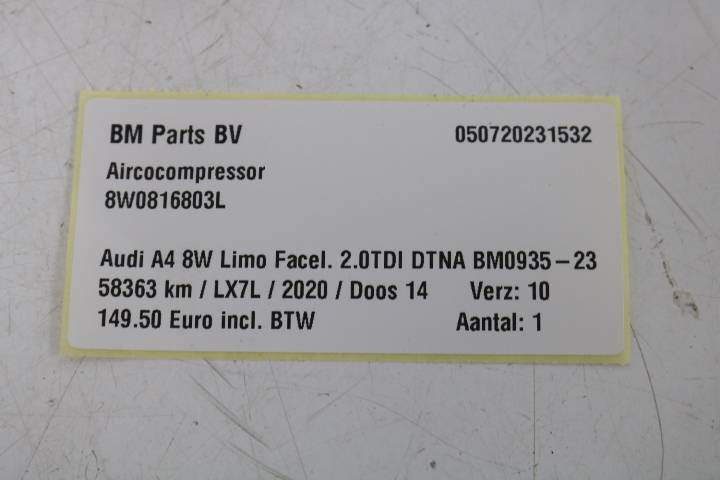 BM Parts BV 050720231532
Aircocompressor
8W0816803L
Audi A4 8W Limo Facel. 2.0TDI DTNA BM0935-23
58363 km / LX7L / 2020 / Doos 14 Verz: 10
149.50 Euro incl. BTW Aantal: 1